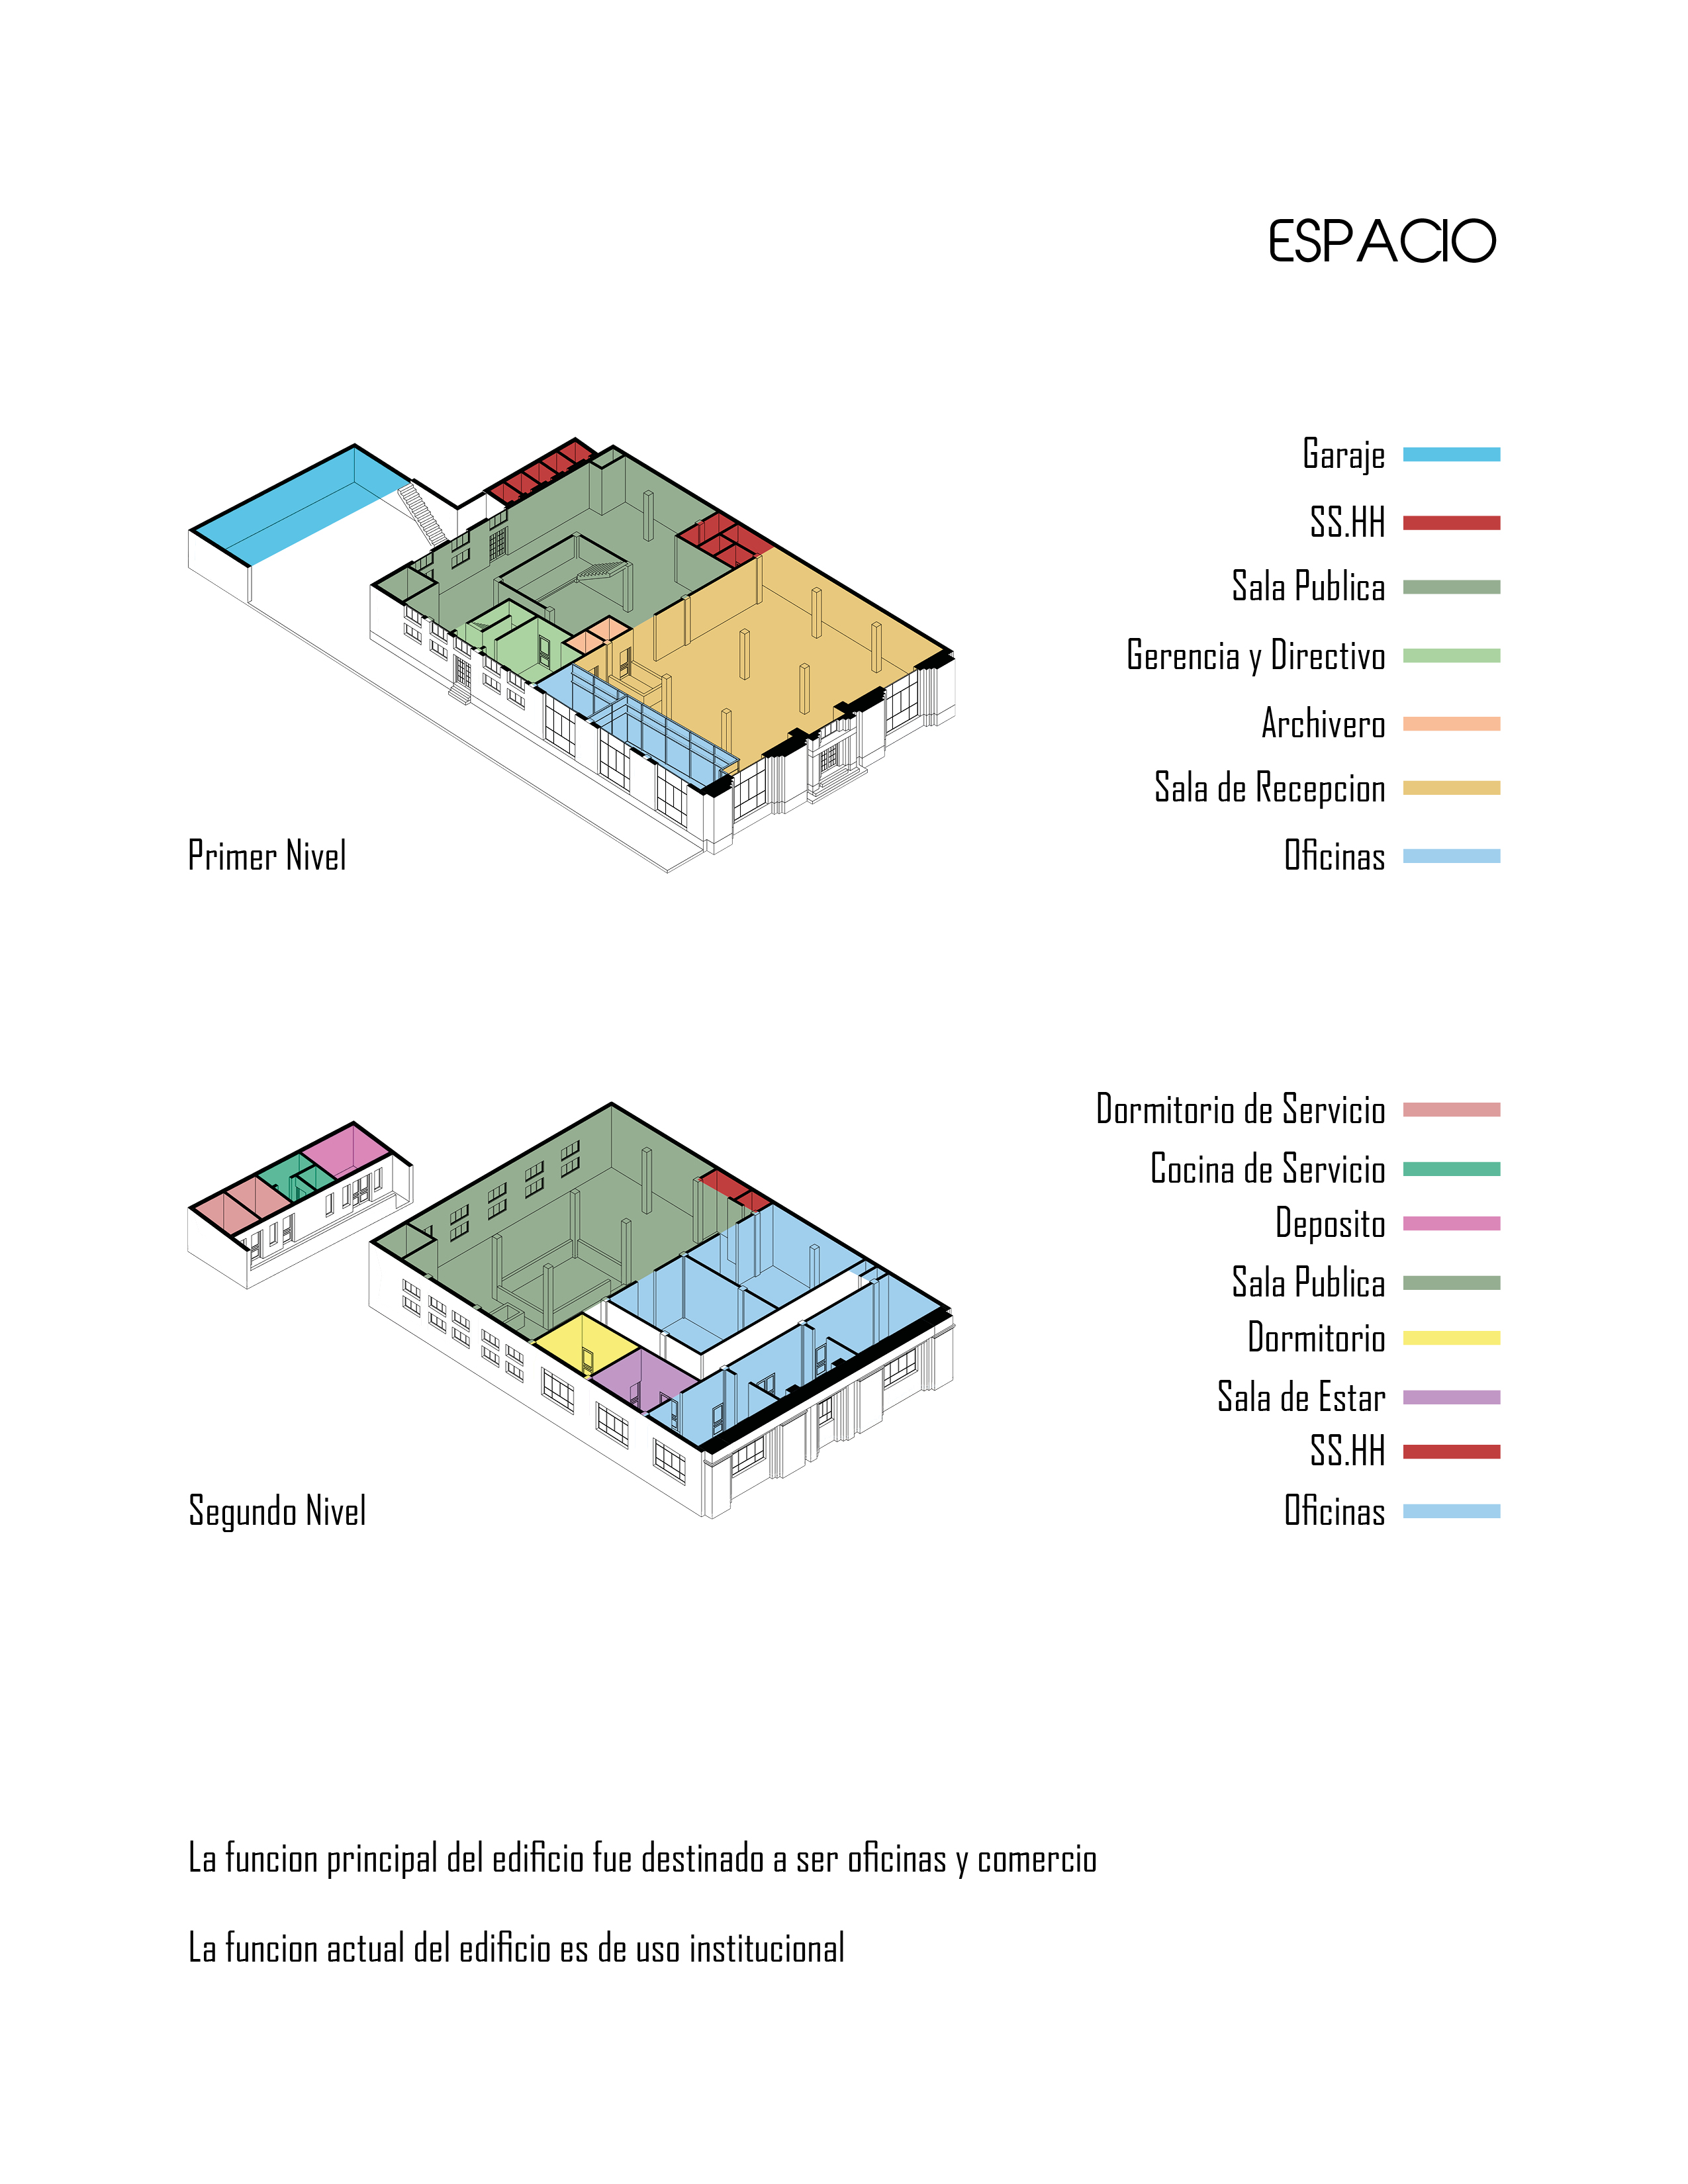 ESPACIO
Garaje
SS.HH
Sala Publica
Gerencia y Directivo
Archivero
Sala de Recepcion
Oficinas
Primer Nivel
Dormitorio de Servicio
Cocina de Servicio
Deposito
Sala Publica
Dormitorio
Sala de Estar
SS.HH
Oficinas
Segundo Nivel
La funcion principal del edificio fue destinado a ser oficinas y comercio
La funcion actual del edificio es de uso institucional